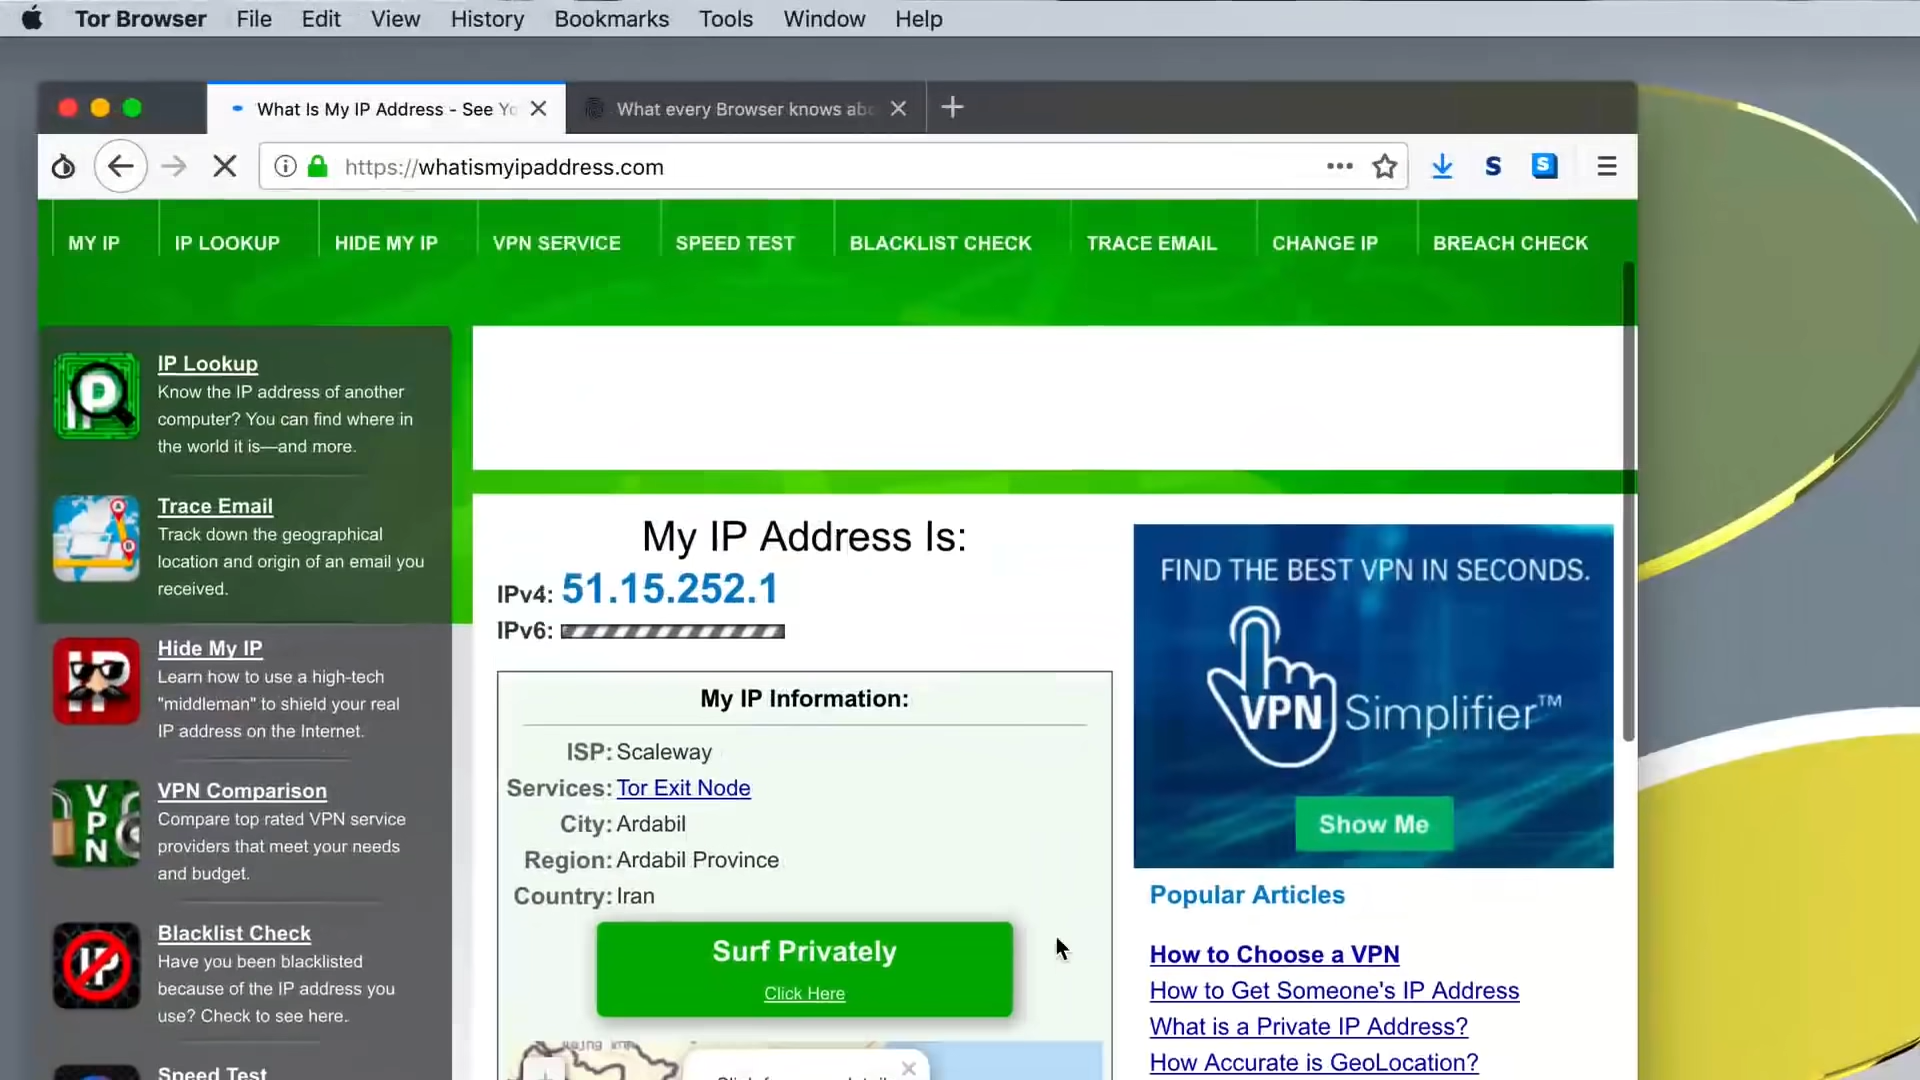 Tor Browser File Edit View History Bookmarks Tools Window Help
What Is My IP Address - See Yo
What every Browser knows abo
https://whatismyipaddress.com
S
S
MY IP
IP LOOKUP
HIDE MY IP
VPN SERVICE
SPEED TEST
BLACKLIST CHECK
TRACE EMAIL
CHANGE IP
BREACH CHECK
IP
IP Lookup
Know the IP address of another
computer? You can find where in
the world it is—and more.
Trace Email
Track down the geographical
location and origin of an email you
received.
IP
Hide My IP
Learn how to use a high-tech
"middleman" to shield your real
IP address on the Internet.
VPN
VPN Comparison
Compare top rated VPN service
providers that meet your needs
and budget.
IP
Blacklist Check
Have you been blacklisted
because of the IP address you
use? Check to see here.
Speed Test
My IP Address Is:
IPv4: 51.15.252.1
IPv6:
My IP Information:
ISP: Scaleway
Services: Tor Exit Node
City: Ardabil
Region: Ardabil Province
Country: Iran
Surf Privately
Click Here
FIND THE BEST VPN IN SECONDS.
VPN Simplifier™
Show Me
Popular Articles
How to Choose a VPN
How to Get Someone's IP Address
What is a Private IP Address?
How Accurate is GeoLocation?